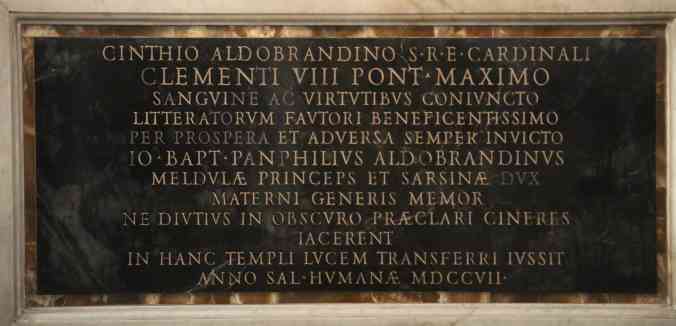 CINTHIO ALDOBRANDINO S·R·E·CARDINALI
CLEMENTI VIII PONT·MAXIMO
SANGVINE AC VIRTVTIBVS CONIVNCTO
LITTERATORVM FAVTORI BENEFICENTISSIMO
PER PROSPERA ET ADVERSA SEMPER INVICTO
IO·BAPT·PANPHILIVS ALDOBRANDINVS
MELDVLÆ PRINCEPS ET SARSINÆ DVX
MATERNI GENERIS MEMOR
NE DIVTIVS IN OBSCVRO PRÆCLARI CINERES
IACERENT
IN HANC TEMPLI LVCEM TRANSFERRI IVSSIT
ANNO SAL·HVMANÆ MDCCVII·